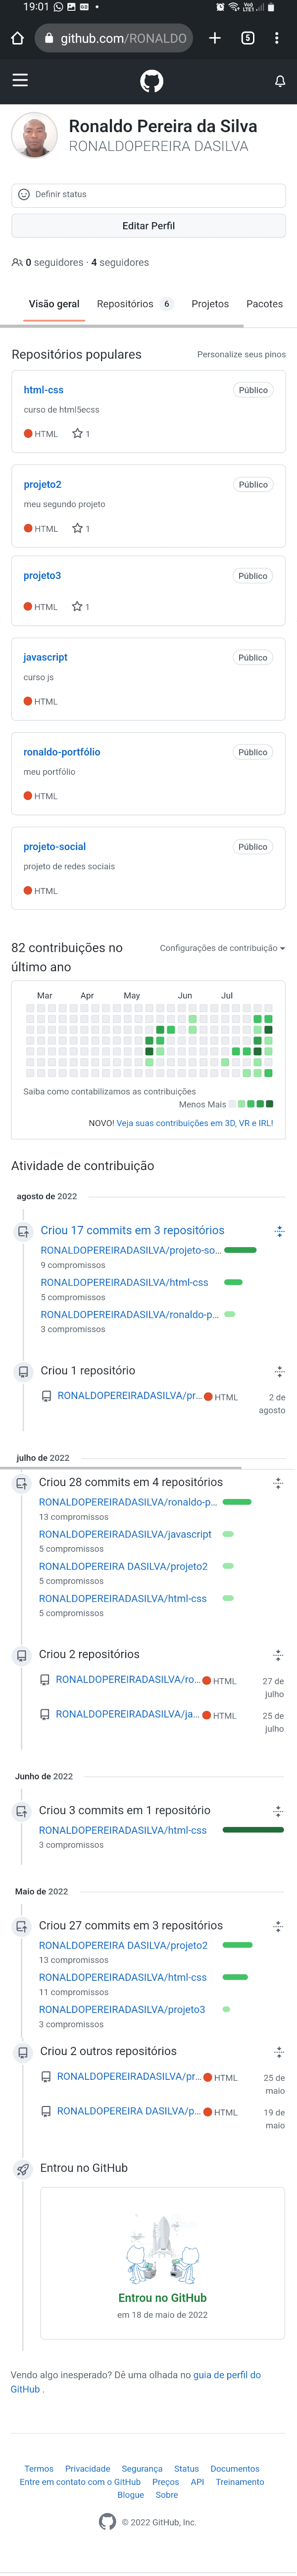 19:01
github.com/RONALDO
5
Ronaldo Pereira da Silva
RONALDOPEREIRA DASILVA
Definir status
Editar Perfil
0 seguidores · 4 seguidores
Visão geral Repositórios 6 Projetos Pacotes
Repositórios populares Personalize seus pinos
html-css Público
curso de html5ecss
HTML 1
projeto2 Público
meu segundo projeto
HTML 1
projeto3 Público
HTML 1
javascript Público
curso js
HTML
ronaldo-portfólio Público
meu portfólio
HTML
projeto-social Público
projeto de redes sociais
HTML
82 contribuições no último ano Configurações de contribuição
Mar Apr May Jun Jul
Saiba como contabilizamos as contribuições
Menos Mais
NOVO! Veja suas contribuições em 3D, VR e IRL!
Atividade de contribuição
agosto de 2022
Criou 17 commits em 3 repositórios
RONALDOPEREIRADASILVA/projeto-so...
9 compromissos
RONALDOPEREIRADASILVA/html-css
5 compromissos
RONALDOPEREIRADASILVA/ronaldo-p...
3 compromissos
Criou 1 repositório
RONALDOPEREIRADASILVA/pr... HTML 2 de
agosto
julho de 2022
Criou 28 commits em 4 repositórios
RONALDOPEREIRADASILVA/ronaldo-p...
13 compromissos
RONALDOPEREIRADASILVA/javascript
5 compromissos
RONALDOPEREIRA DASILVA/projeto2
5 compromissos
RONALDOPEREIRADASILVA/html-css
5 compromissos
Criou 2 repositórios
RONALDOPEREIRADASILVA/ro... HTML 27 de
julho
RONALDOPEREIRADASILVA/ja... HTML 25 de
julho
Junho de 2022
Criou 3 commits em 1 repositório
RONALDOPEREIRADASILVA/html-css
3 compromissos
Maio de 2022
Criou 27 commits em 3 repositórios
RONALDOPEREIRA DASILVA/projeto2
13 compromissos
RONALDOPEREIRADASILVA/html-css
11 compromissos
RONALDOPEREIRADASILVA/projeto3
3 compromissos
Criou 2 outros repositórios
RONALDOPEREIRADASILVA/pr... HTML 25 de
maio
RONALDOPEREIRA DASILVA/p... HTML 19 de
maio
Entrou no GitHub
Entrou no GitHub
em 18 de maio de 2022
Vendo algo inesperado? Dê uma olhada no guia de perfil do
GitHub .
Termos Privacidade Segurança Status Documentos
Entre em contato com o GitHub Preços API Treinamento
Blogue Sobre
© 2022 GitHub, Inc.